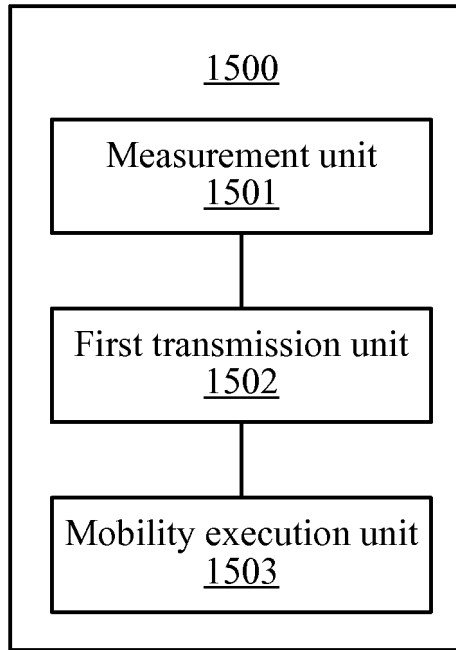 1500
Measurement unit
1501
First transmission unit
1502
Mobility execution unit
1503